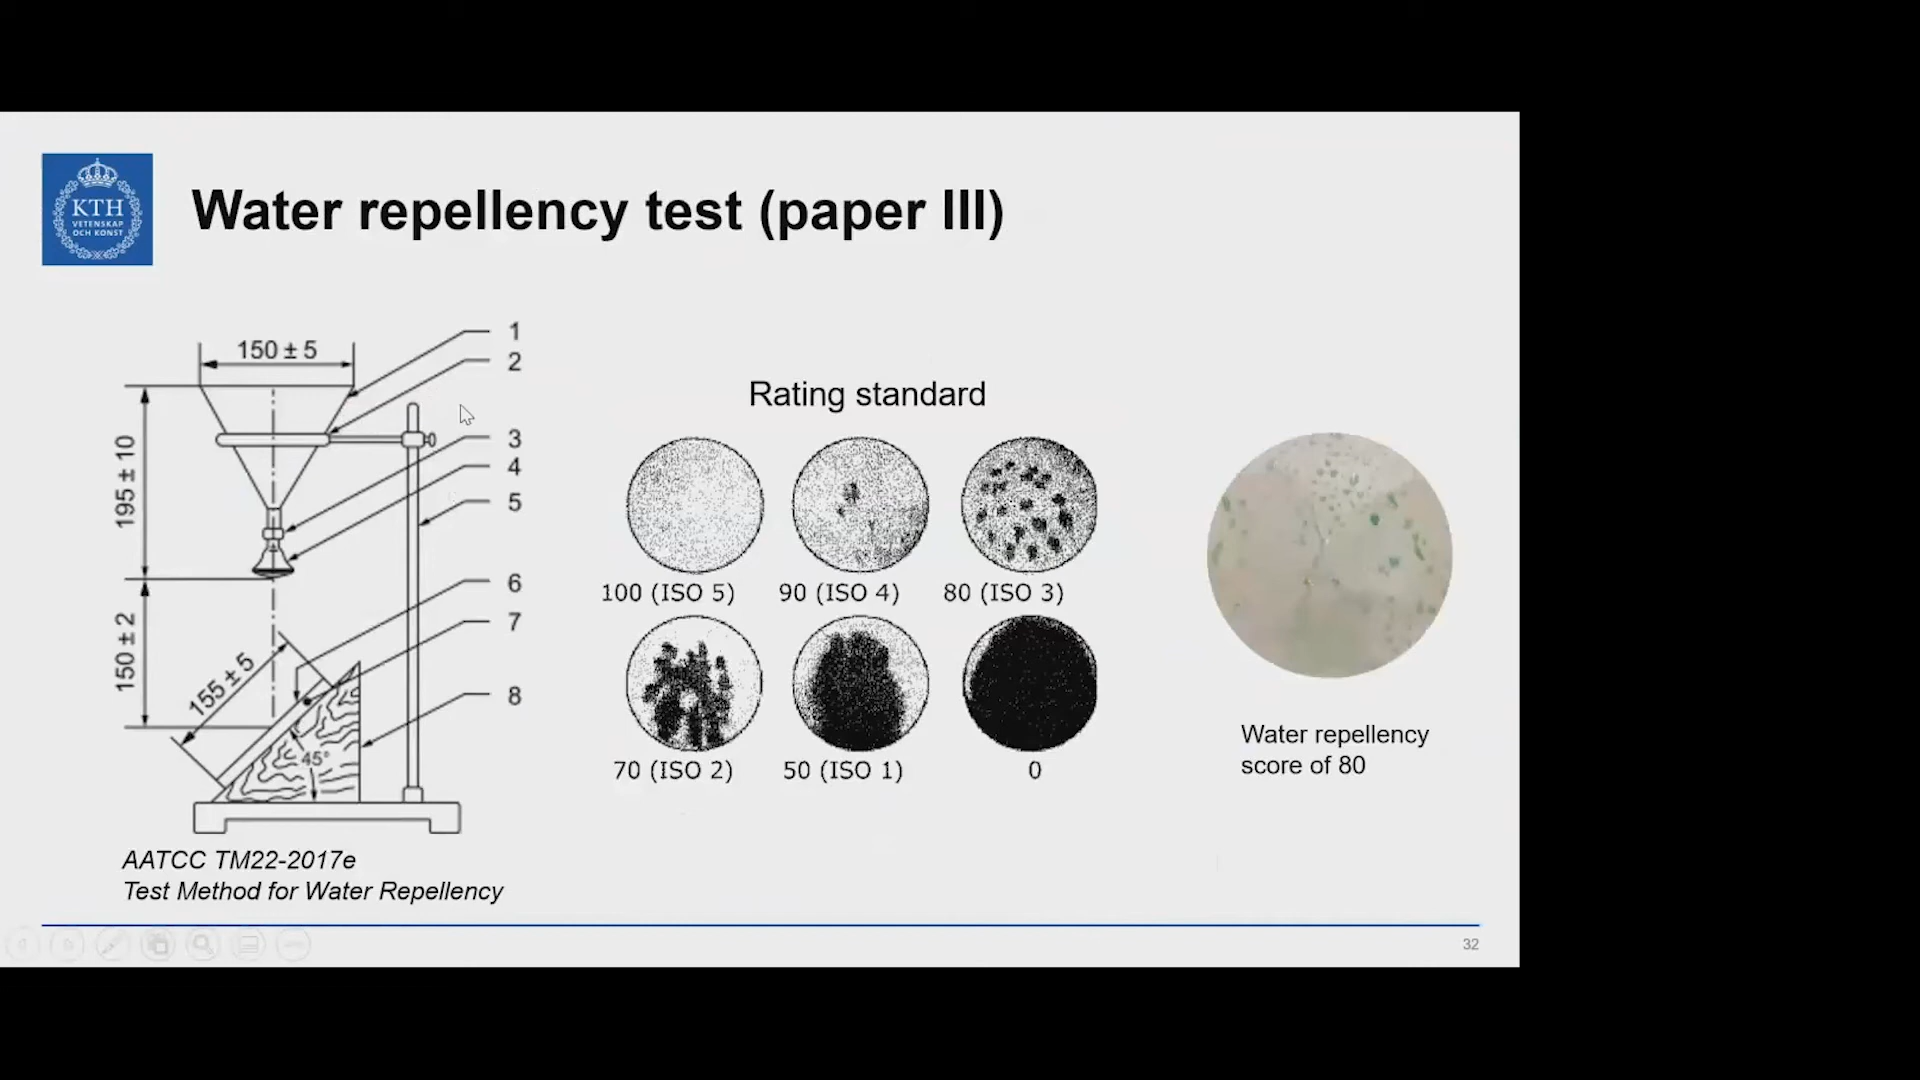 KTH
VETENSKAP
OCH KONST
Water repellency test (paper III)
150 ± 5
1
2
3
4
5
6
7
8
195 ± 10
150 ± 2
155 ± 5
45°
AATCC TM22-2017e
Test Method for Water Repellency
Rating standard
100 (ISO 5) 90 (ISO 4) 80 (ISO 3)
70 (ISO 2) 50 (ISO 1) 0
Water repellency
score of 80
32